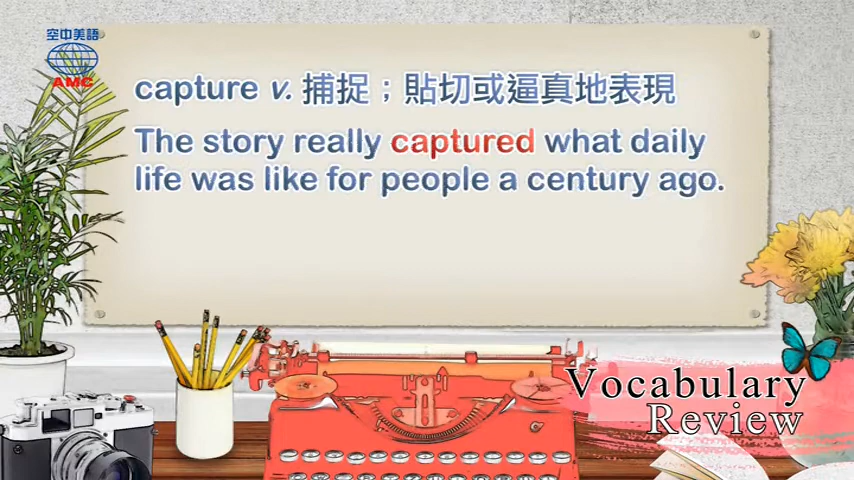 空中美語
AMC
capture v. 捕捉；貼切或逼真地表現
The story really captured what daily
life was like for people a century ago.
Vocabulary
Review